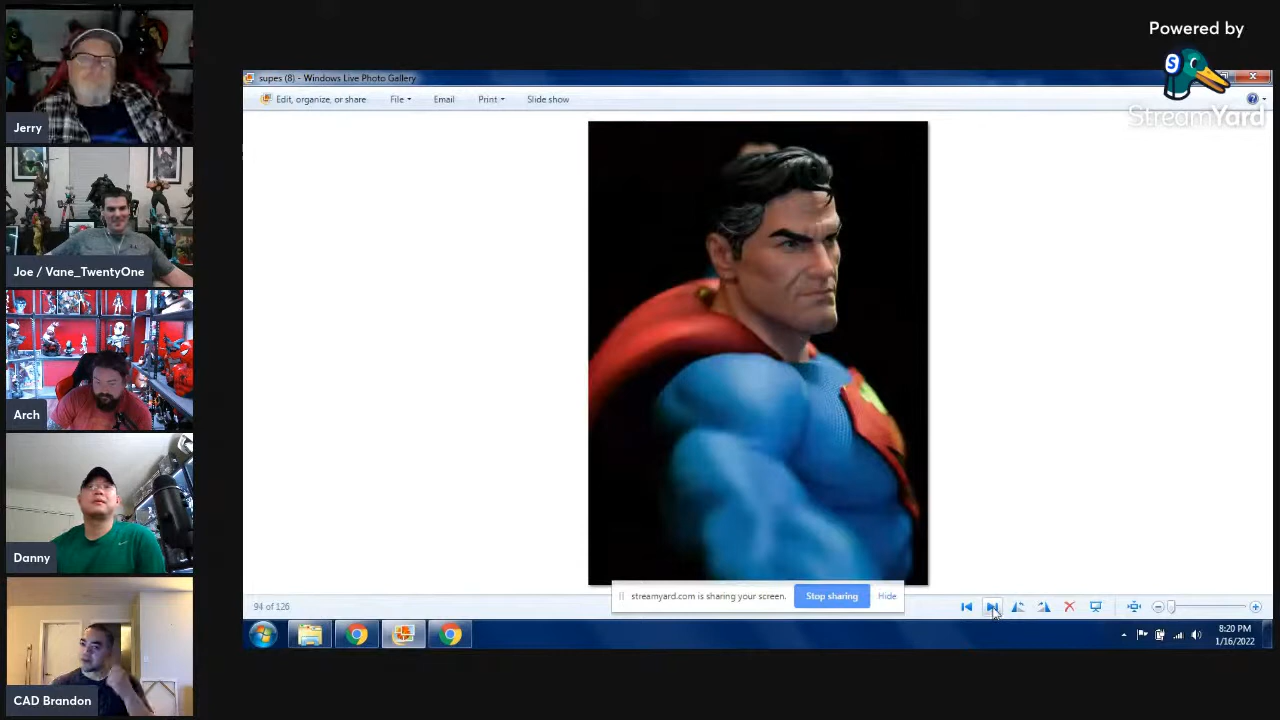 Powered by
S
StreamYard
supes (8) - Windows Live Photo Gallery
Edit, organize, or share File Email Print Slide show
Jerry
Joe / Vane_TwentyOne
Arch
Danny
CAD Brandon
streamyard.com is sharing your screen. Stop sharing Hide
94 of 126
8:20 PM
1/16/2022